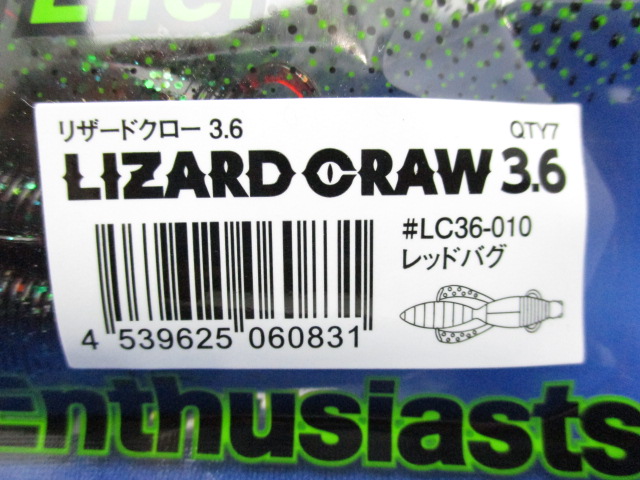 リザードクロー 3.6
QTY7
LIZARD CRAW 3.6
#LC36-010
レッドバグ
4 539625 060831
Enthusiasts